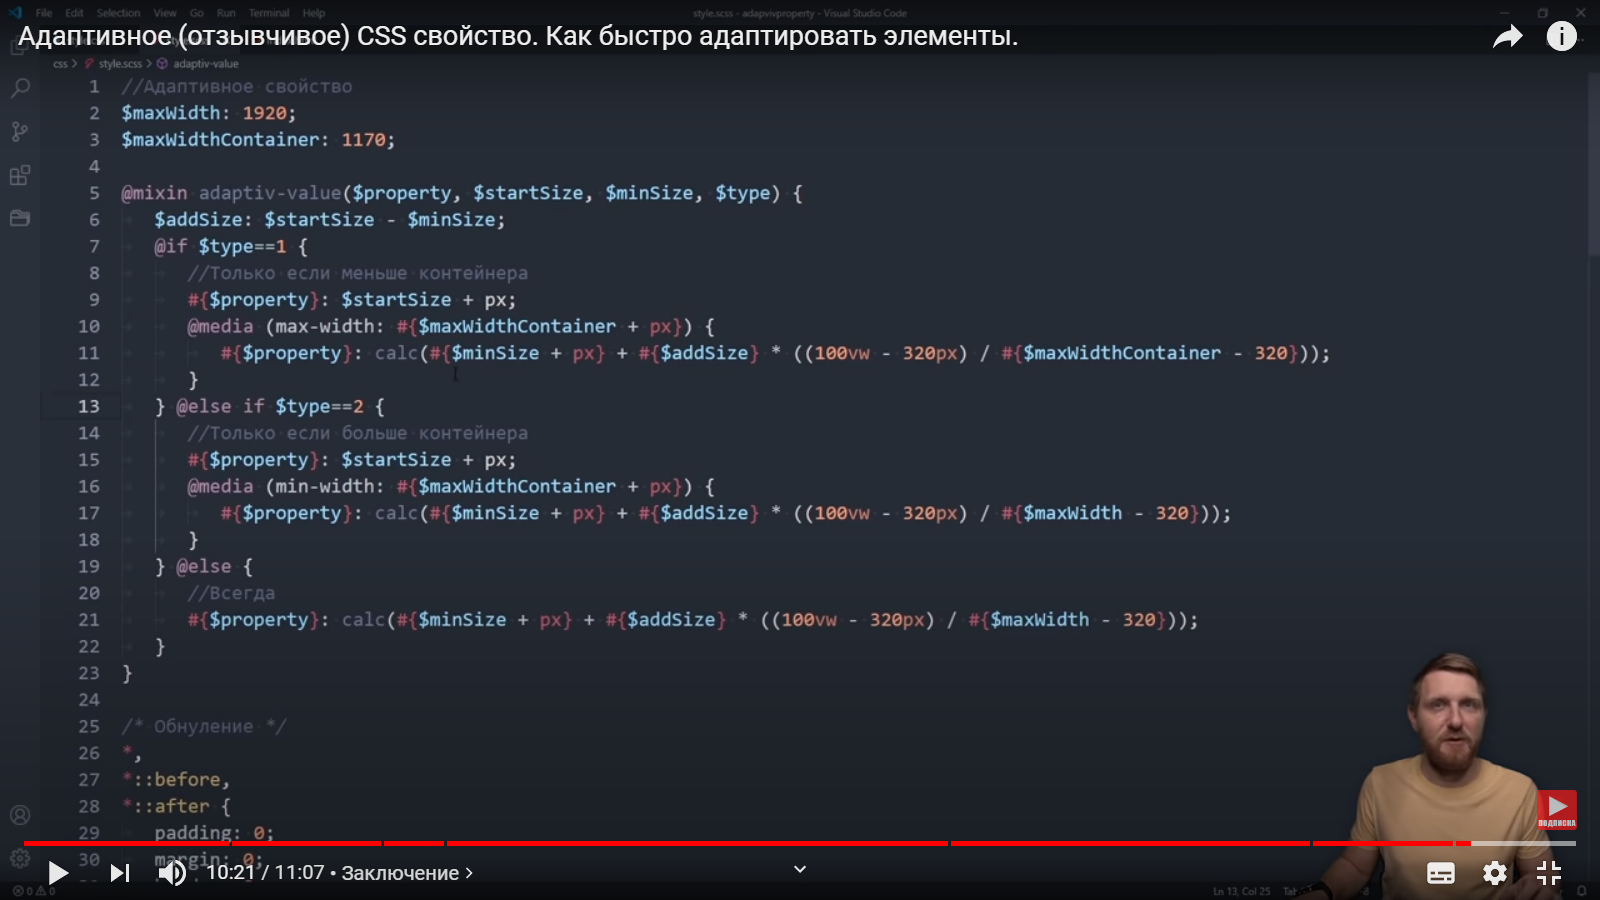 File Edit Selection View Go Run Terminal Help
style.scss - adapvivproperty - Visual Studio Code
Адаптивное (отзывчивое) CSS свойство. Как быстро адаптировать элементы.
css > style.scss > adaptiv-value
1 //Адаптивное свойство
2 $maxWidth: 1920;
3 $maxWidthContainer: 1170;
4
5 @mixin adaptiv-value($property, $startSize, $minSize, $type) {
6 $addSize: $startSize - $minSize;
7 @if $type==1 {
8 //Только если меньше контейнера
9 #{$property}: $startSize + px;
10 @media (max-width: #{$maxWidthContainer + px}) {
11 #{$property}: calc(#{$minSize + px} + #{$addSize} * ((100vw - 320px) / #{$maxWidthContainer - 320}));
12 }
13 } @else if $type==2 {
14 //Только если больше контейнера
15 #{$property}: $startSize + px;
16 @media (min-width: #{$maxWidthContainer + px}) {
17 #{$property}: calc(#{$minSize + px} + #{$addSize} * ((100vw - 320px) / #{$maxWidth - 320}));
18 }
19 } @else {
20 //Всегда
21 #{$property}: calc(#{$minSize + px} + #{$addSize} * ((100vw - 320px) / #{$maxWidth - 320}));
22 }
23 }
24
25 /* Обнуление */
26 *,
27 *::before,
28 *::after {
29 padding: 0;
30 margin: 0;
ПОДПИСКА
10:21 / 11:07 • Заключение >
0 0
Ln 13, Col 25